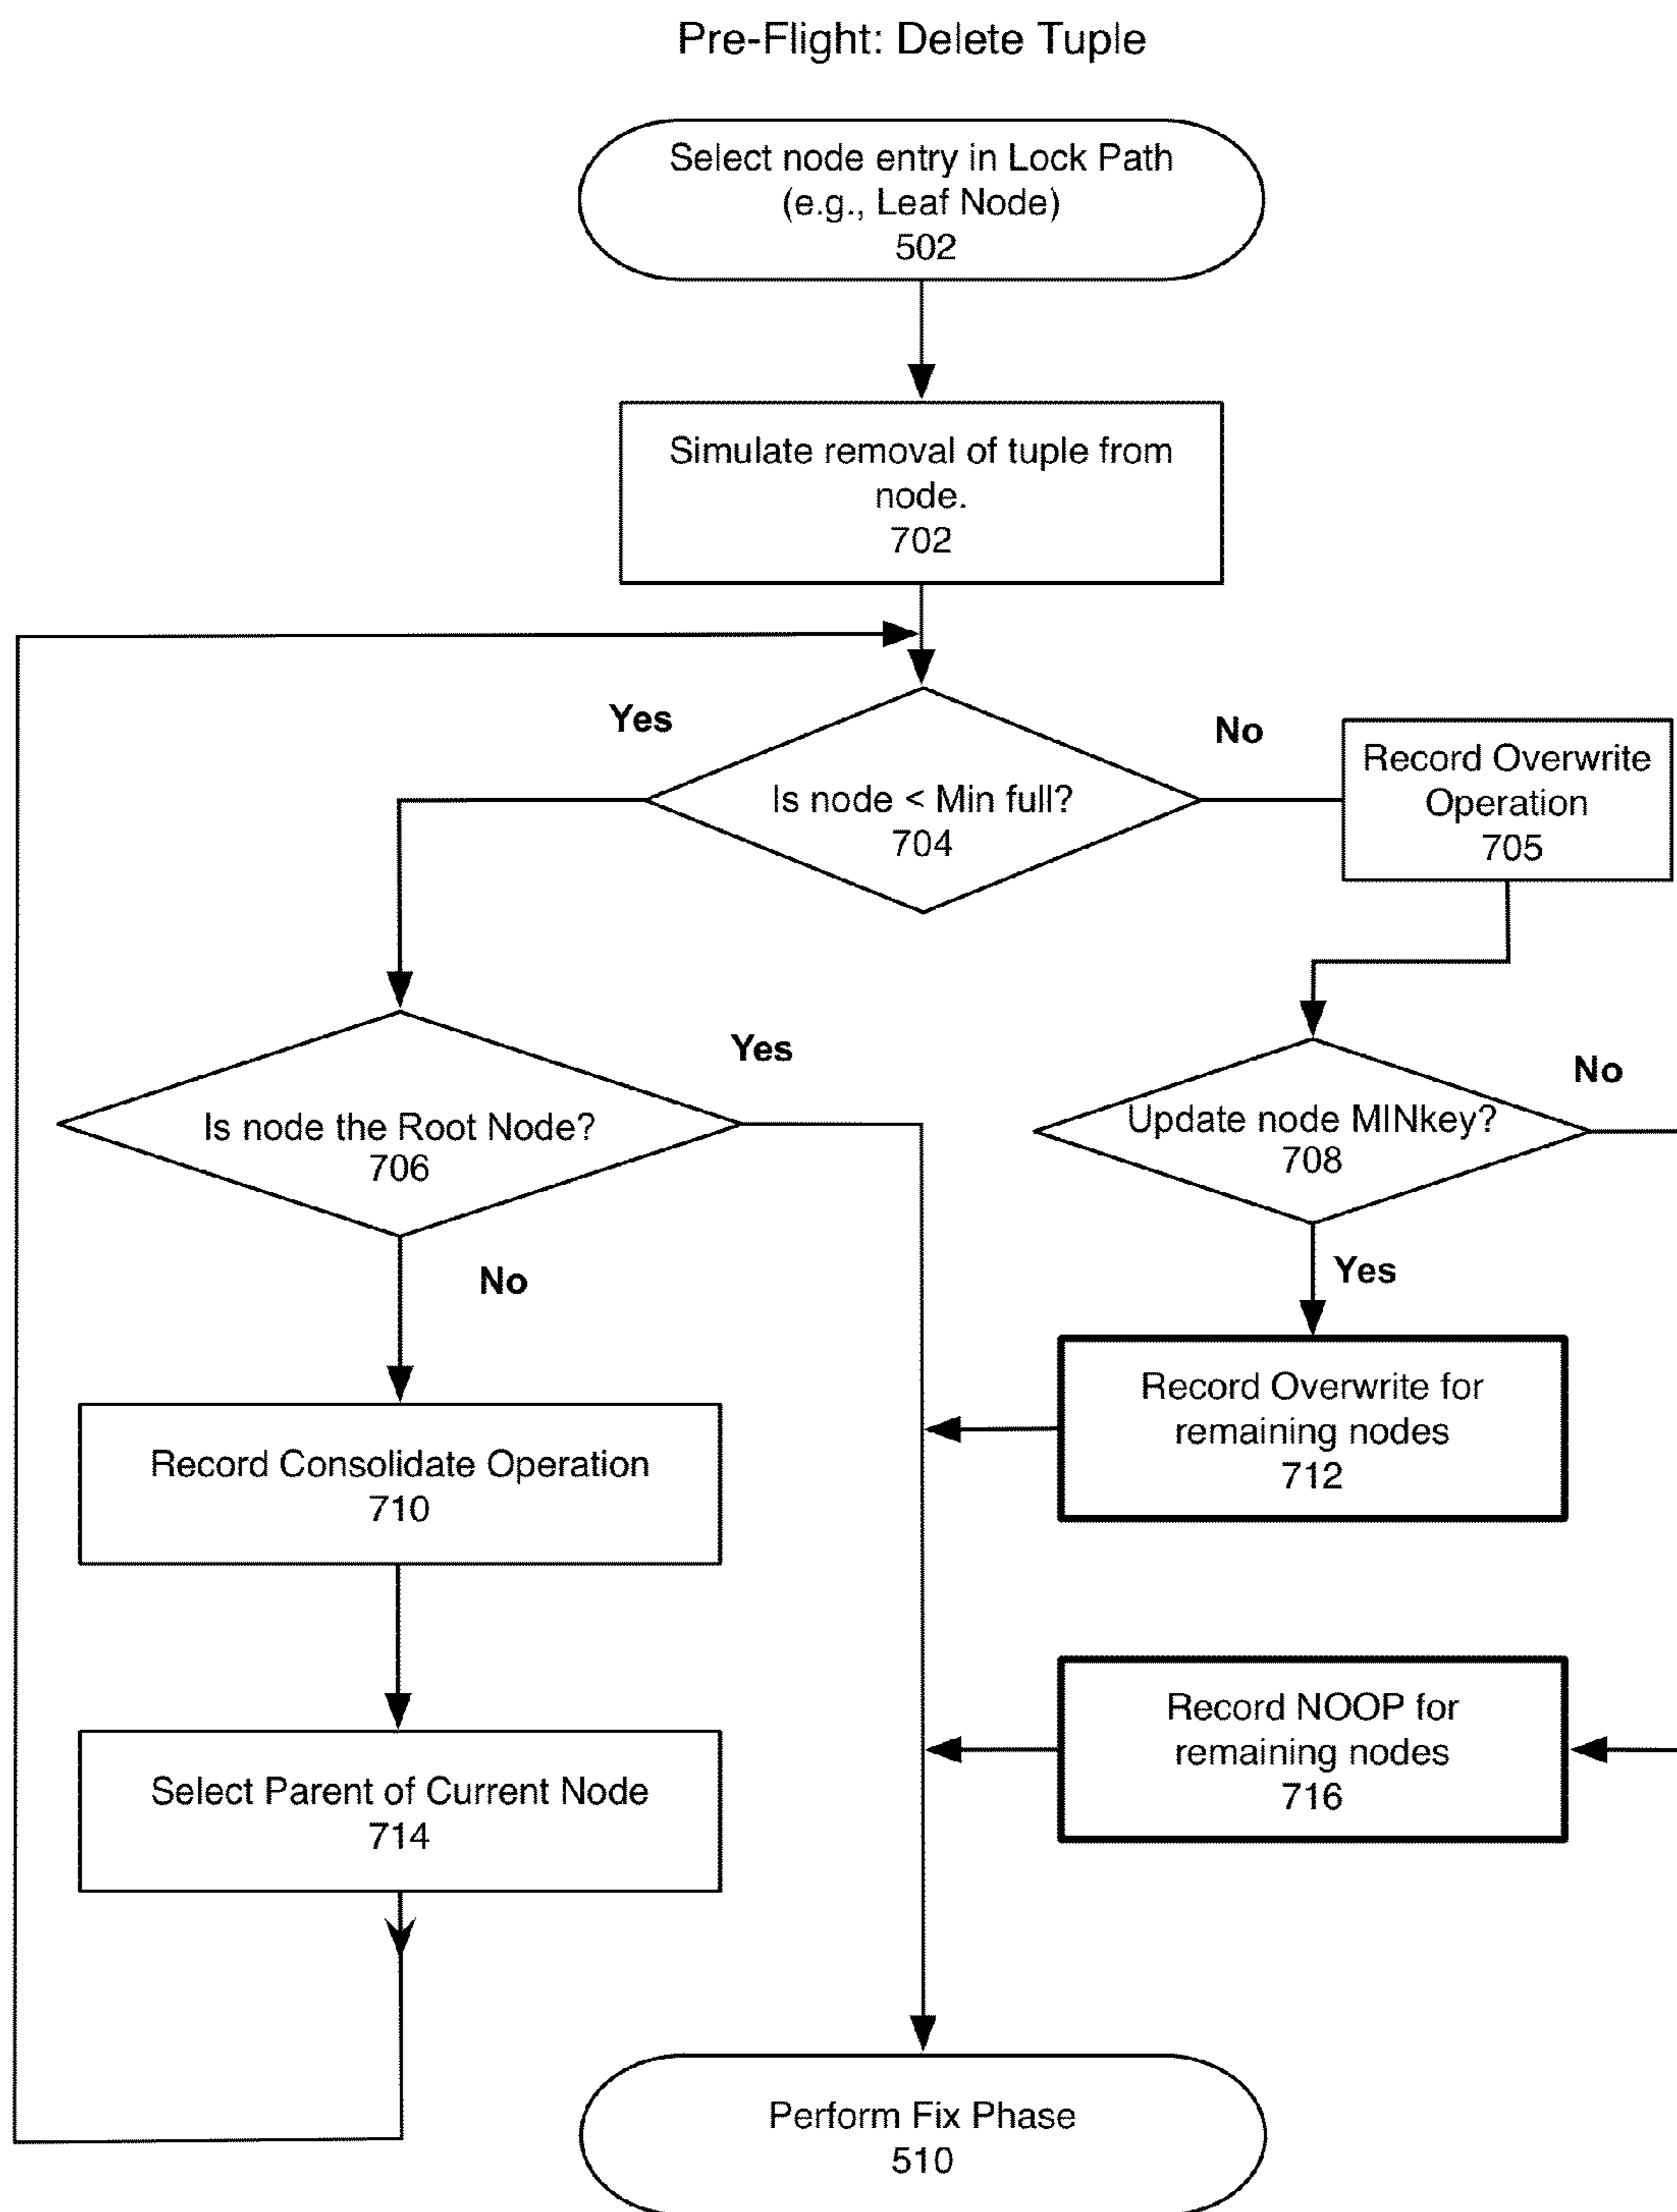 Pre-Flight: Delete Tuple
Select node entry in Lock Path
(e.g., Leaf Node)
502
Simulate removal of tuple from
node.
702
Yes
No
Is node < Min full?
704
Record Overwrite
Operation
705
Yes
No
Is node the Root Node?
706
Update node MINkey?
708
No
Yes
Record Overwrite for
remaining nodes
712
Record Consolidate Operation
710
Record NOOP for
remaining nodes
716
Select Parent of Current Node
714
Perform Fix Phase
510